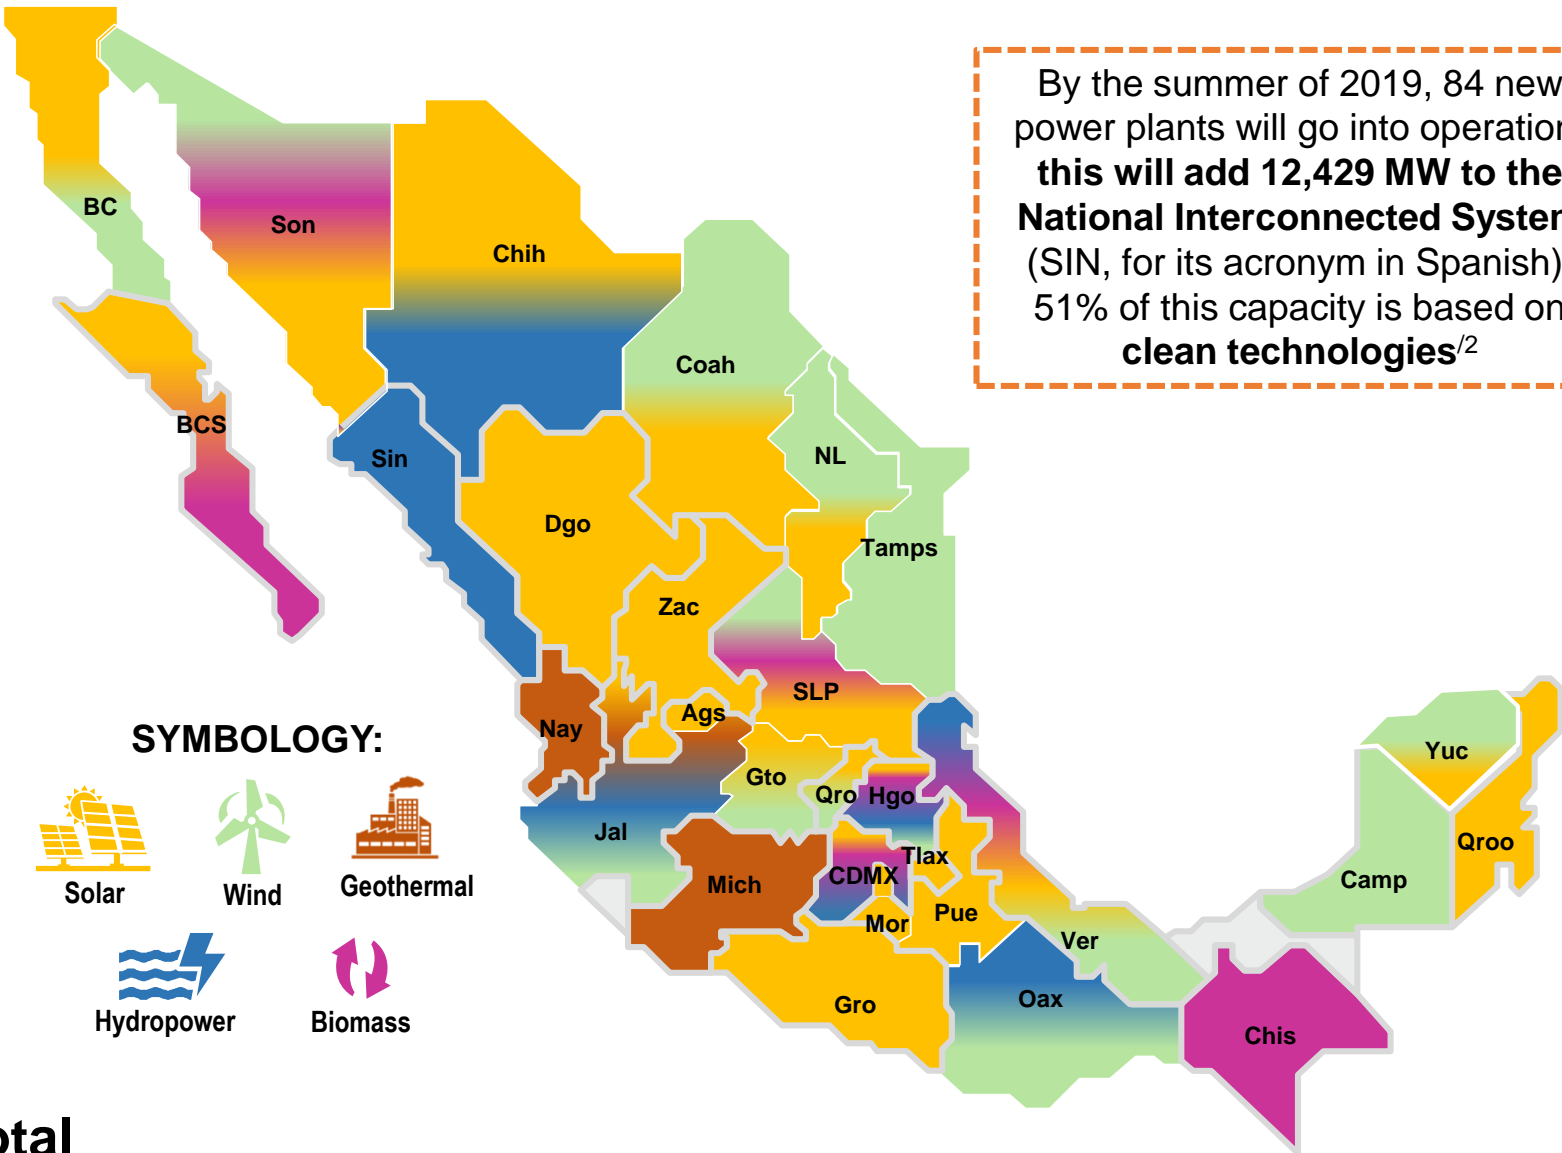 By the summer of 2019, 84 new
power plants will go into operation
this will add 12,429 MW to the
National Interconnected System
(SIN, for its acronym in Spanish)
51% of this capacity is based on
clean technologies/2
BC
Son
Chih
Coah
BCS
Sin
NL
Dgo
Tamps
Zac
SLP
Nay
Ags
Gto
Qro
Hgo
Jal
Tlax
Mich
CDMX
Mor
Pue
Ver
Gro
Oax
Chis
Camp
Yuc
Qroo
SYMBOLOGY:
Solar
Wind
Geothermal
Hydropower
Biomass
otal